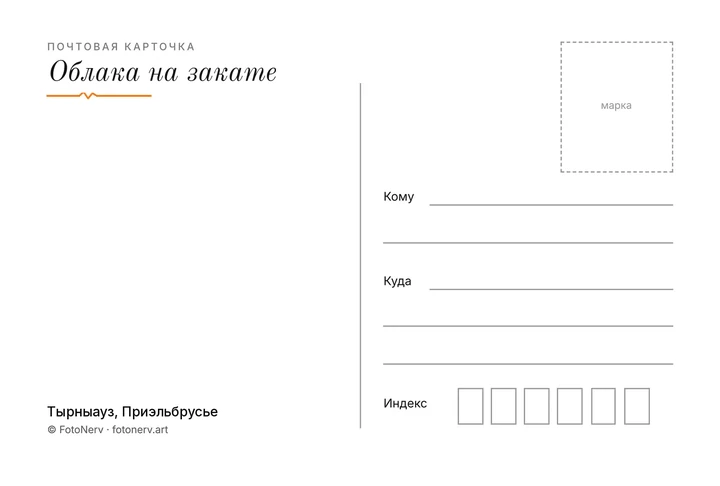 ПОЧТОВАЯ КАРТОЧКА
Облака на закате
марка
Кому
Куда
Индекс
Тырныауз, Приэльбрусье
© FotoNerv · fotonerv.art